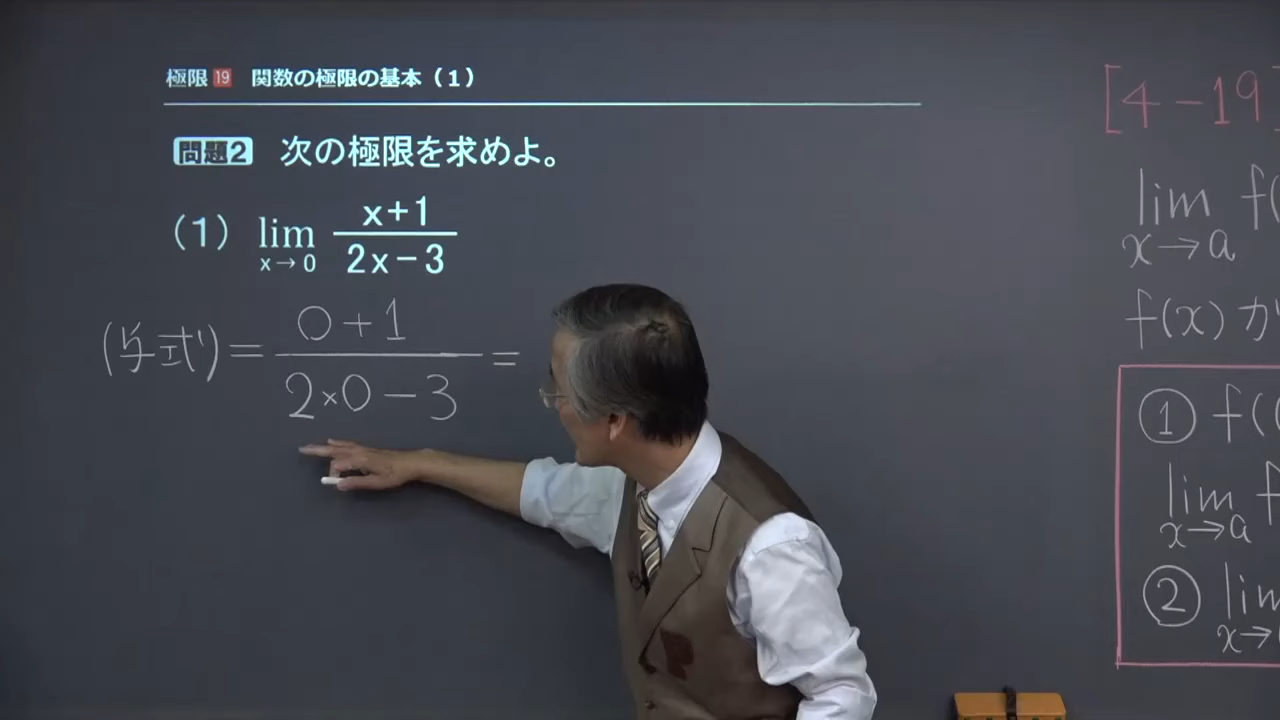 極限 19 関数の極限の基本（1）
問題2 次の極限を求めよ。
（1） lim x→0 x+1 / 2x−3
(与式) = 0+1 / 2×0−3 =
[4−19]
lim x→a f(
f(x) が
① f(
lim x→a f
② lim x→